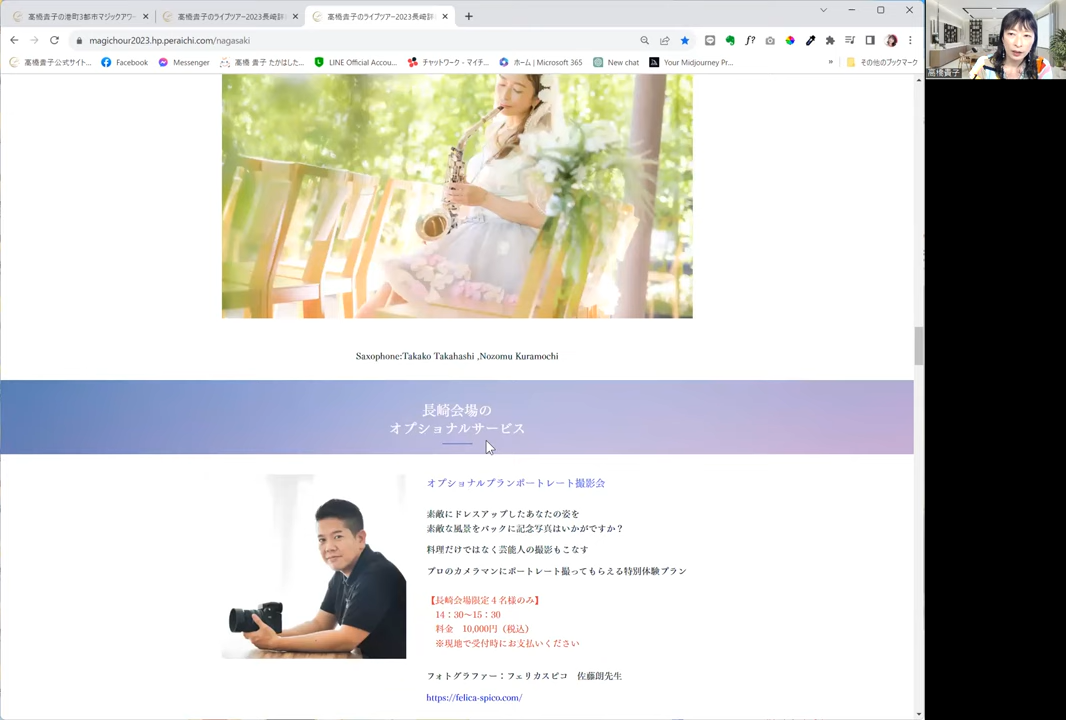 高橋貴子の港町3都市マジックアワ
高橋貴子のライブツアー2023長崎|
高橋貴子のライブツアー2023長崎|
magichour2023.hp.peraichi.com/nagasaki
f?
高橋貴子公式サイト...
Facebook
Messenger
高橋 貴子 たかはした...
LINE Official Accou...
チャットワーク - マイチ...
ホーム | Microsoft 365
New chat
Your Midjourney Pr...
»
その他のブックマーク
高橋貴子
Saxophone:Takako Takahashi ,Nozomu Kuramochi
長崎会場の
オプショナルサービス
オプショナルプランポートレート撮影会
素敵にドレスアップしたあなたの姿を
素敵な風景をバックに記念写真はいかがですか？
料理だけではなく芸能人の撮影もこなす
プロのカメラマンにポートレート撮ってもらえる特別体験プラン
【長崎会場限定４名様のみ】
14：30〜15：30
料金　10,000円（税込）
※現地で受付時にお支払いください
フォトグラファー：フェリカスピコ　佐藤朗先生
https://felica-spico.com/